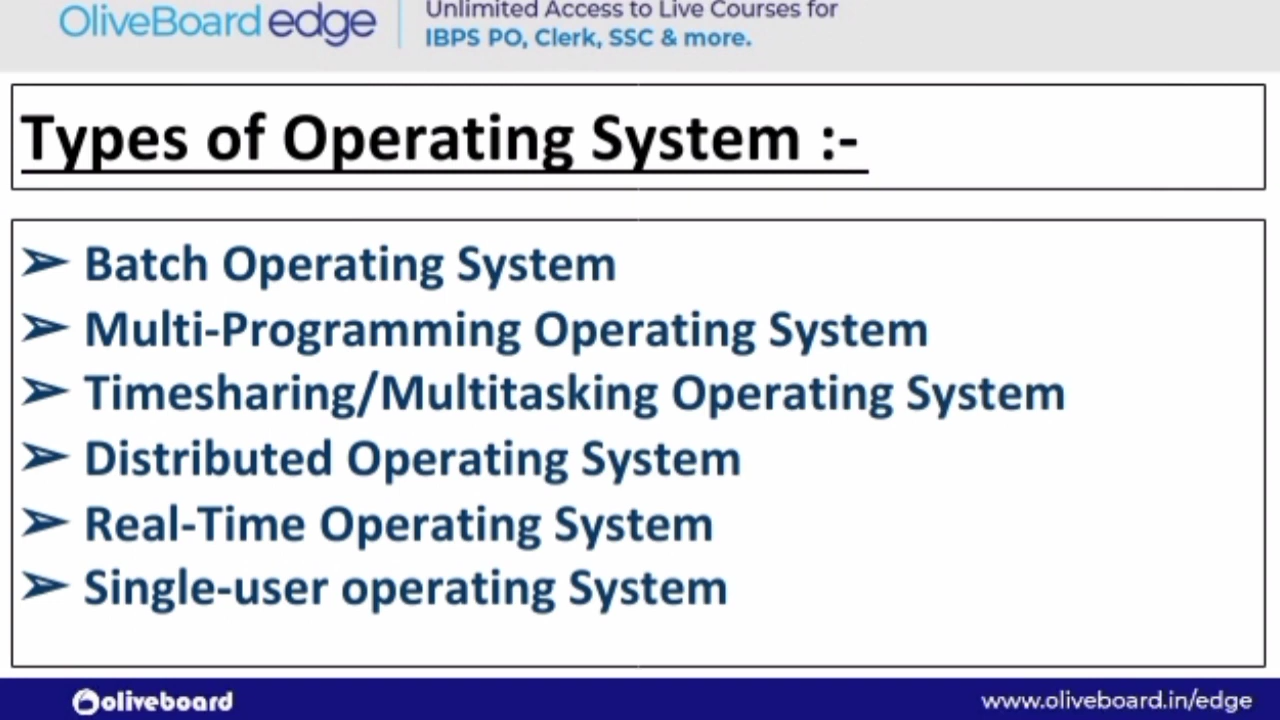 OliveBoard edge
Unlimited Access to Live Courses for
IBPS PO, Clerk, SSC & more.
Types of Operating System :-
➢ Batch Operating System
➢ Multi-Programming Operating System
➢ Timesharing/Multitasking Operating System
➢ Distributed Operating System
➢ Real-Time Operating System
➢ Single-user operating System
oliveboard
www.oliveboard.in/edge